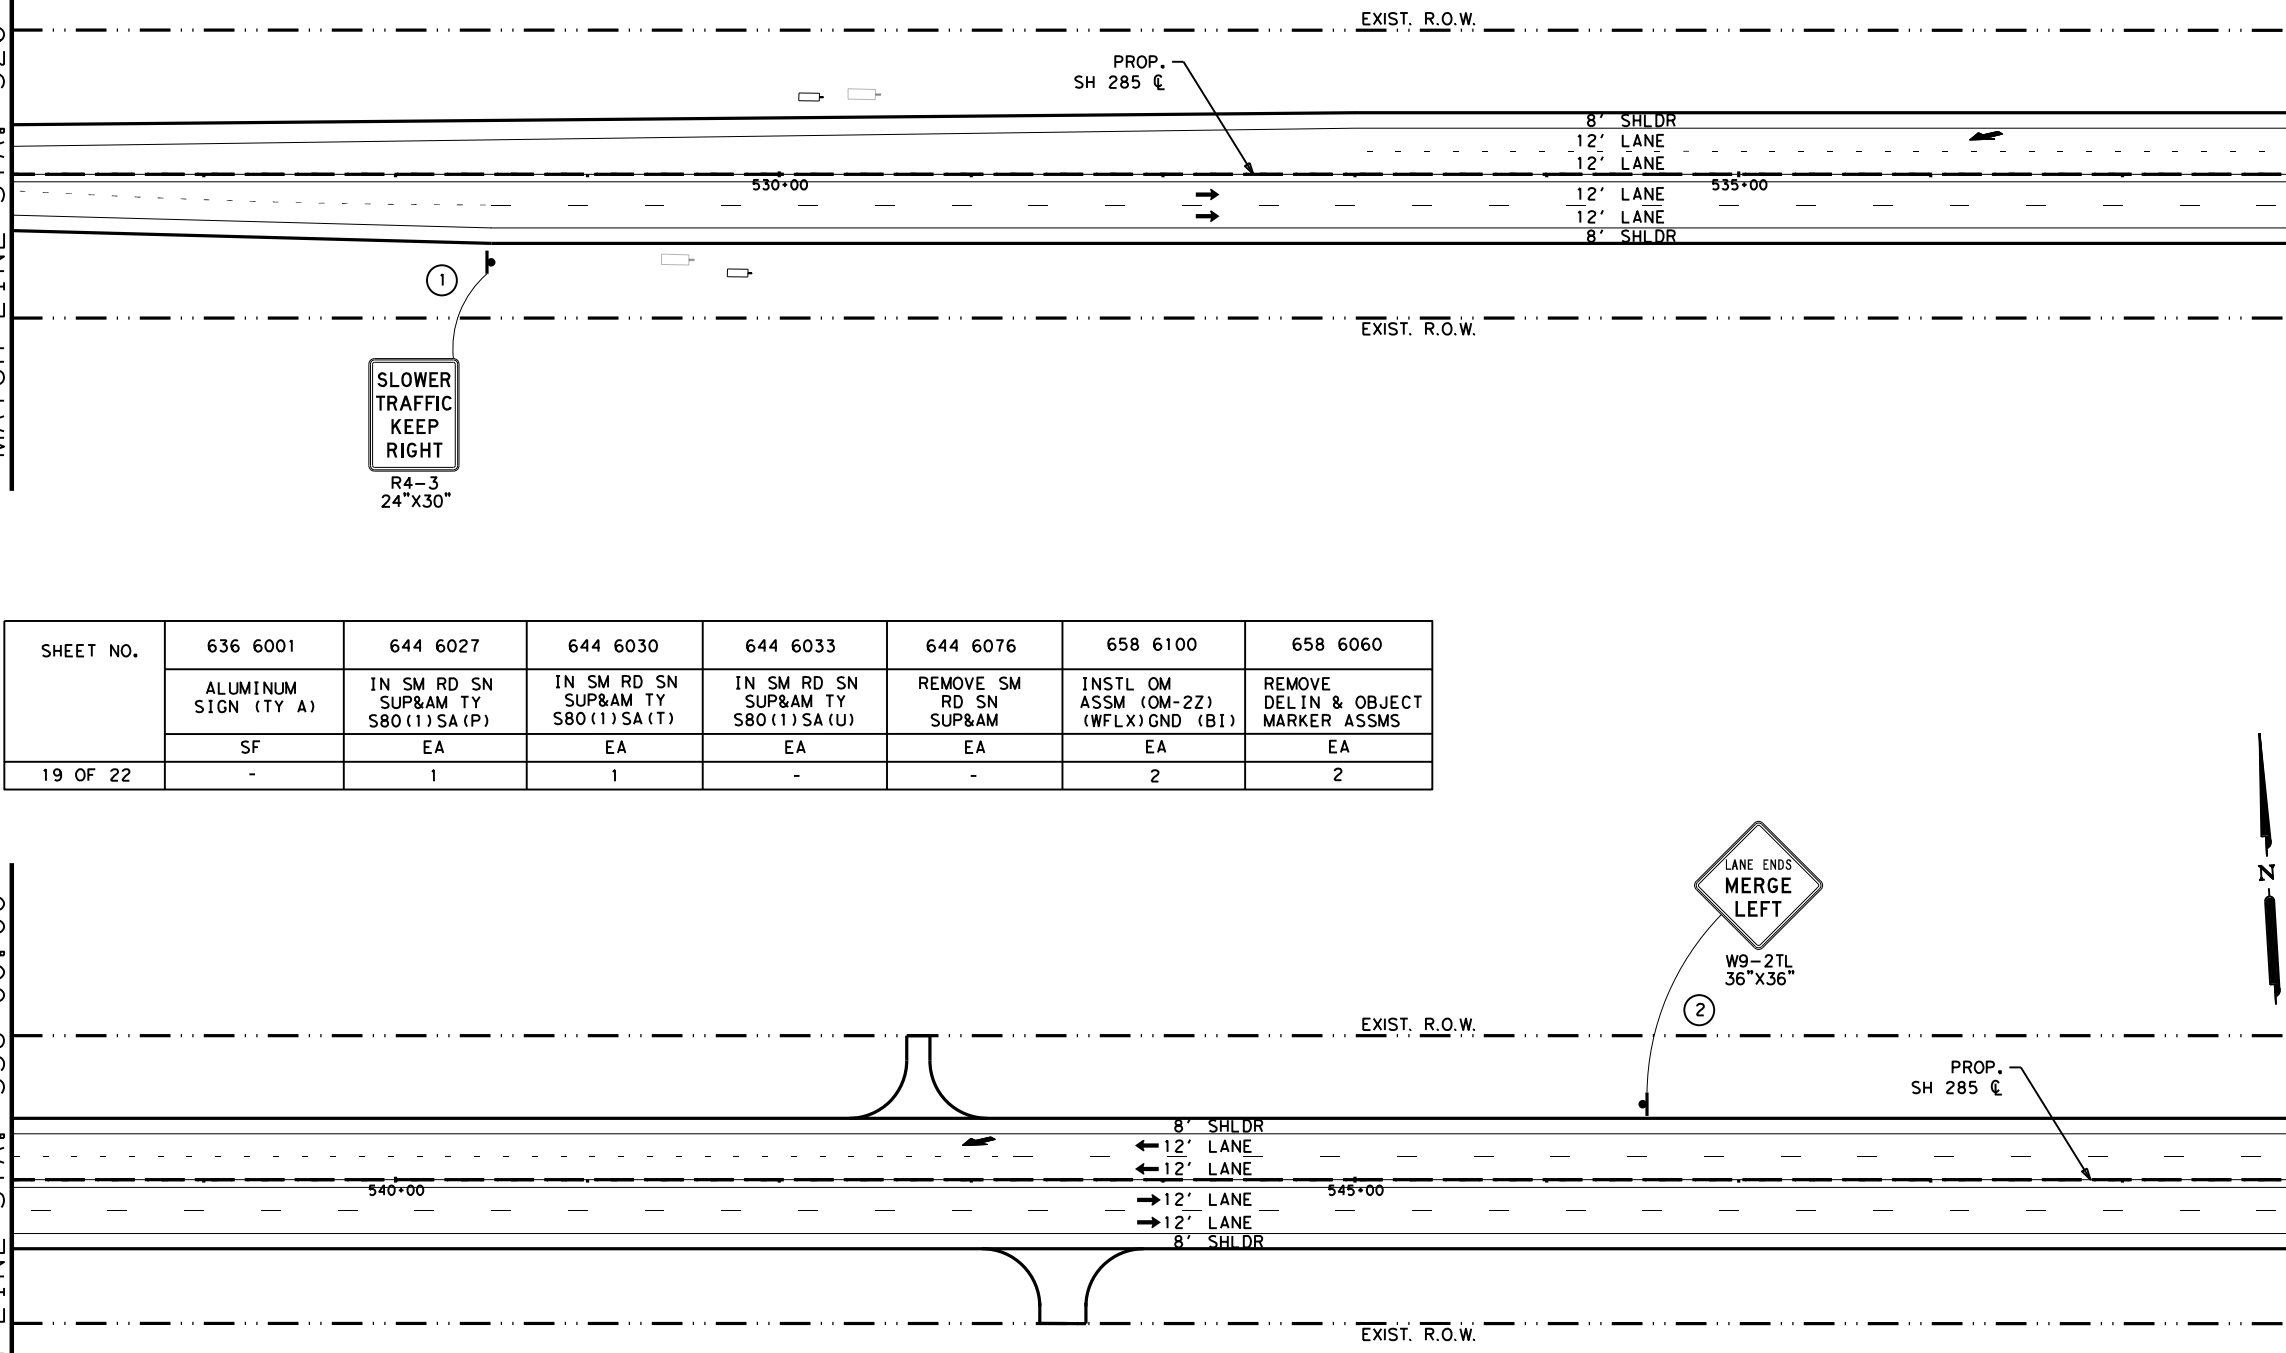 EXIST. R.O.W.
PROP.
SH 285 ℄
8' SHLDR
12' LANE
12' LANE
530+00
535+00
12' LANE
12' LANE
8' SHLDR
1
EXIST. R.O.W.
SLOWER
TRAFFIC
KEEP
RIGHT
R4-3
24"X30"
SHEET NO. 636 6001 644 6027 644 6030 644 6033 644 6076 658 6100 658 6060
ALUMINUM
SIGN (TY A)
IN SM RD SN
SUP&AM TY
S80(1)SA(P)
IN SM RD SN
SUP&AM TY
S80(1)SA(T)
IN SM RD SN
SUP&AM TY
S80(1)SA(U)
REMOVE SM
RD SN
SUP&AM
INSTL OM
ASSM (OM-2Z)
(WFLX)GND (BI)
REMOVE
DELIN & OBJECT
MARKER ASSMS
SF EA EA EA EA EA EA
19 OF 22 - 1 1 - - 2 2
LANE ENDS
MERGE
LEFT
W9-2TL
36"X36"
N
2
EXIST. R.O.W.
PROP.
SH 285 ℄
8' SHLDR
12' LANE
12' LANE
540+00
545+00
12' LANE
12' LANE
8' SHLDR
EXIST. R.O.W.